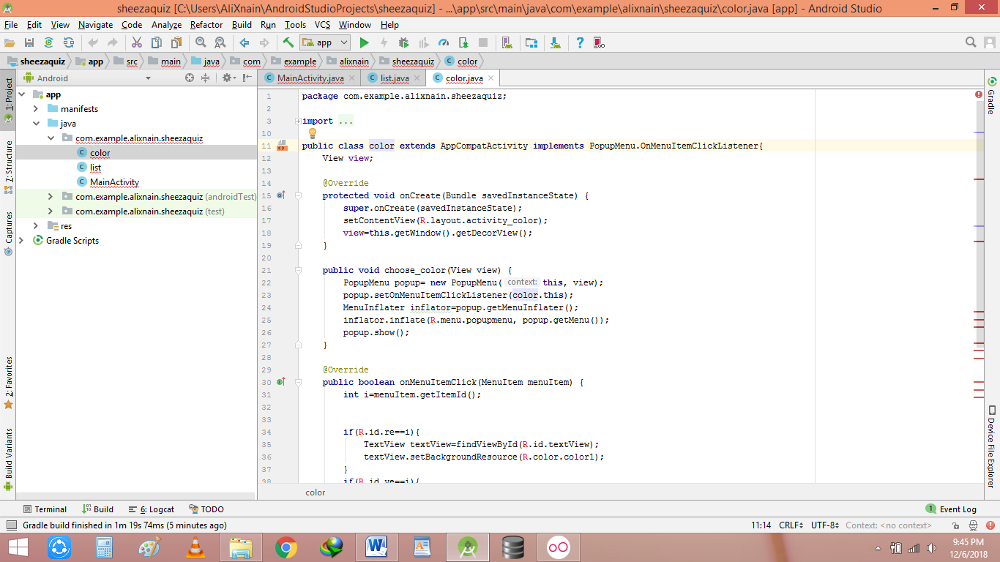 sheezaquiz [C:\Users\AliXnain\AndroidStudioProjects\sheezaquiz] - ...\app\src\main\java\com\example\alixnain\sheezaquiz\color.java [app] - Android Studio
File Edit View Navigate Code Analyze Refactor Build Run Tools VCS Window Help
app
sheezaquiz app src main java com example alixnain sheezaquiz color
Android
MainActivity.java list.java color.java
1: Project
7: Structure
Captures
2: Favorites
Build Variants
app
manifests
java
com.example.alixnain.sheezaquiz
color
list
MainActivity
com.example.alixnain.sheezaquiz (androidTest)
com.example.alixnain.sheezaquiz (test)
res
Gradle Scripts
1 package com.example.alixnain.sheezaquiz;
2
3 import ...
10
11 public class color extends AppCompatActivity implements PopupMenu.OnMenuItemClickListener{
12 View view;
13
14 @Override
15 protected void onCreate(Bundle savedInstanceState) {
16 super.onCreate(savedInstanceState);
17 setContentView(R.layout.activity_color);
18 view=this.getWindow().getDecorView();
19 }
20
21 public void choose_color(View view) {
22 PopupMenu popup= new PopupMenu( context: this, view);
23 popup.setOnMenuItemClickListener(color.this);
24 MenuInflater inflator=popup.getMenuInflater();
25 inflator.inflate(R.menu.popupmenu, popup.getMenu());
26 popup.show();
27 }
28
29 @Override
30 public boolean onMenuItemClick(MenuItem menuItem) {
31 int i=menuItem.getItemId();
32
33
34 if(R.id.re==i){
35 TextView textView=findViewById(R.id.textView);
36 textView.setBackgroundResource(R.color.color1);
37 }
38 if(R.id.ye==i){
color
Gradle
Device File Explorer
Terminal Build 6: Logcat TODO 1 Event Log
Gradle build finished in 1m 19s 74ms (5 minutes ago) 11:14 CRLF UTF-8 Context: <no context>
9:45 PM
12/6/2018